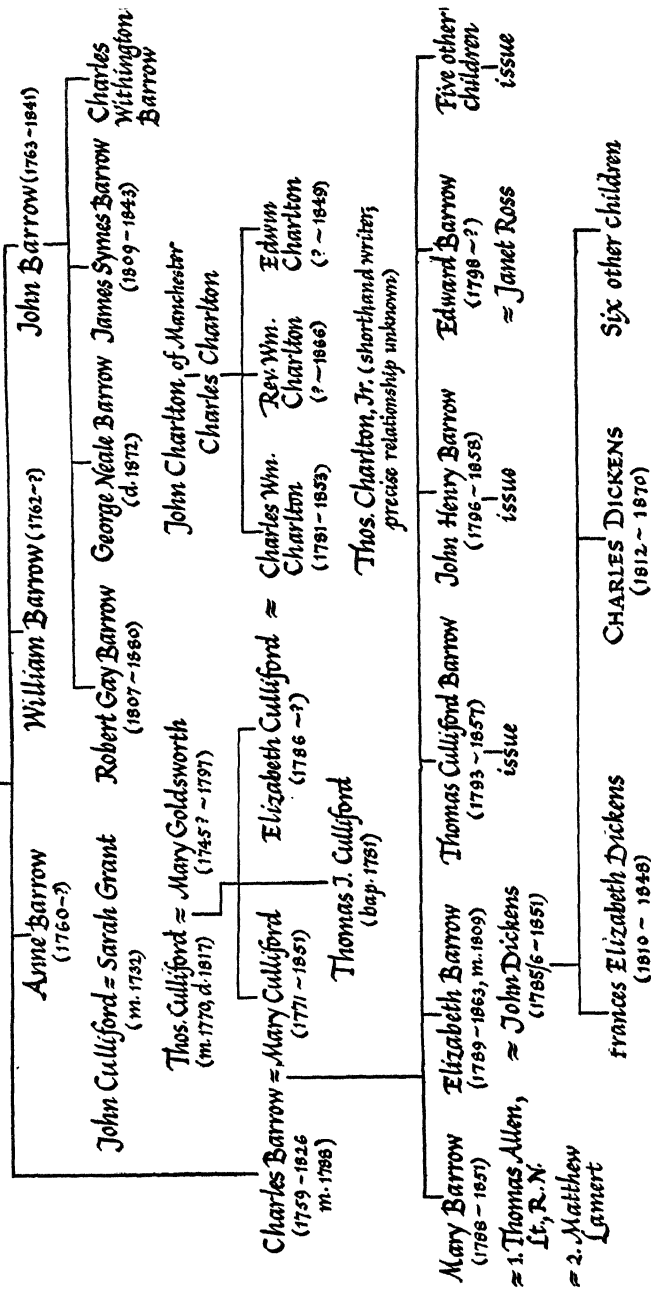 Anne Barrow
(1760-?)
William Barrow (1762-?)
John Barrow (1763-1841)
Robert Gay Barrow
(1807-1880)
George Neale Barrow
(d. 1872)
James Symes Barrow
(1809-1843)
Charles
Withington
Barrow
John Culliford = Sarah Grant
(m. 1732)
Thos. Culliford ≈ Mary Goldsworth
(m. 1770, d. 1817)
(1745? ~ 1797)
John Charlton, of Manchester
Charles Charlton
Charles Barrow ≈ Mary Culliford
(1759-1826
m. 1788)
(1771-1851)
Elizabeth Culliford ≈
(1786 ~?)
Charles Wm.
Charlton
(1781-1853)
Rev. Wm.
Charlton
(?~1866)
Edwin
Charlton
(?~1849)
Thomas J. Culliford
(bap. 1781)
Thos. Charlton, Jr. (shorthand writer;
precise relationship unknown)
Mary Barrow
(1788-1851)
≈ 1. Thomas Allen,
Lt., R.N.
≈ 2. Matthew
Lamert
Elizabeth Barrow
(1789-1863, m. 1809)
≈ John Dickens
(1785/6-1851)
Thomas Culliford Barrow
(1793-1857)
issue
John Henry Barrow
(1796-1858)
issue
Edward Barrow
(1798-?)
≈ Janet Ross
Five other
children
issue
Frances Elizabeth Dickens
(1810 ~ 1848)
CHARLES DICKENS
(1812 ~ 1870)
Six other children